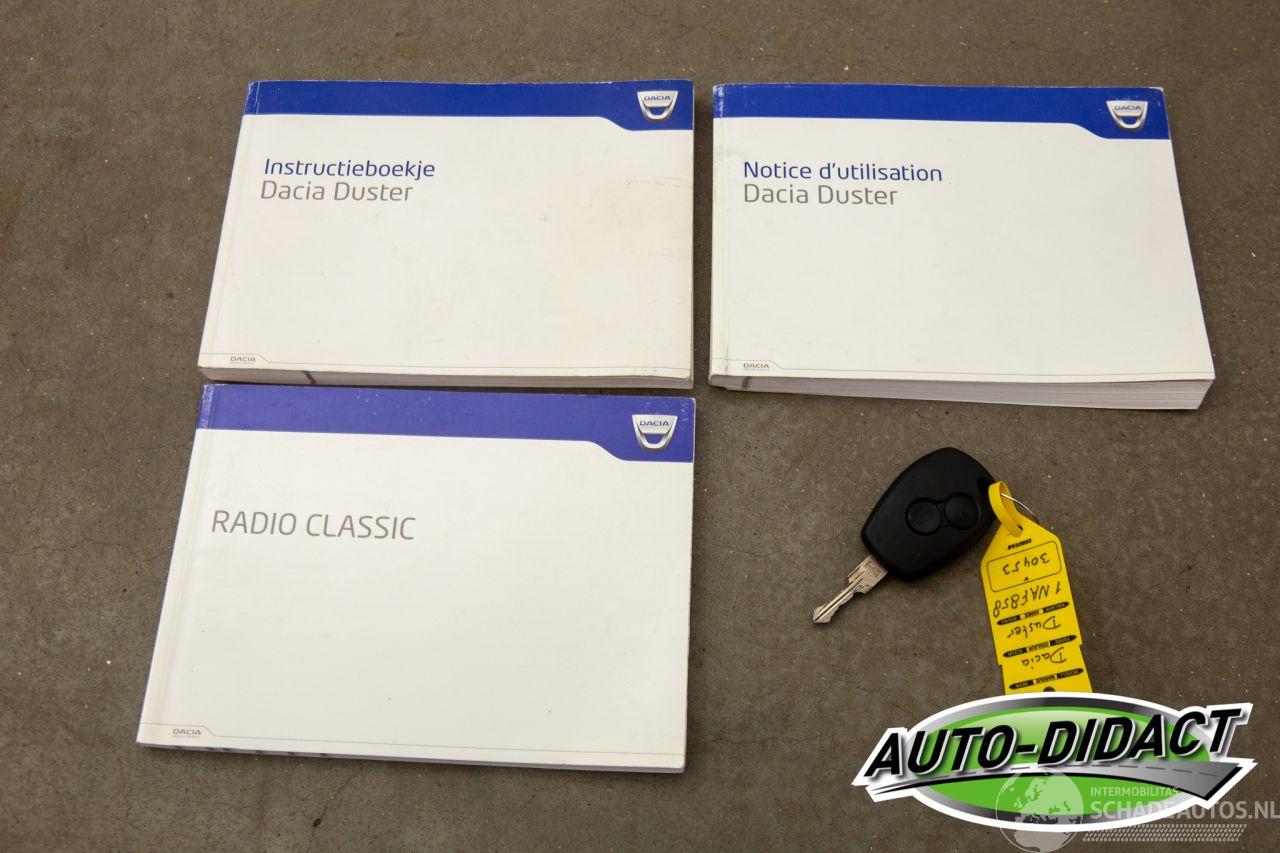 DACIA
Instructieboekje
Dacia Duster
DACIA
DACIA
Notice d'utilisation
Dacia Duster
DACIA
DACIA
RADIO CLASSIC
DACIA
EUROTAG
30453
1NAF858
Duster
Dacia
AUTO-DIDACT
INTERMOBILITAS
SCHADEAUTOS.NL